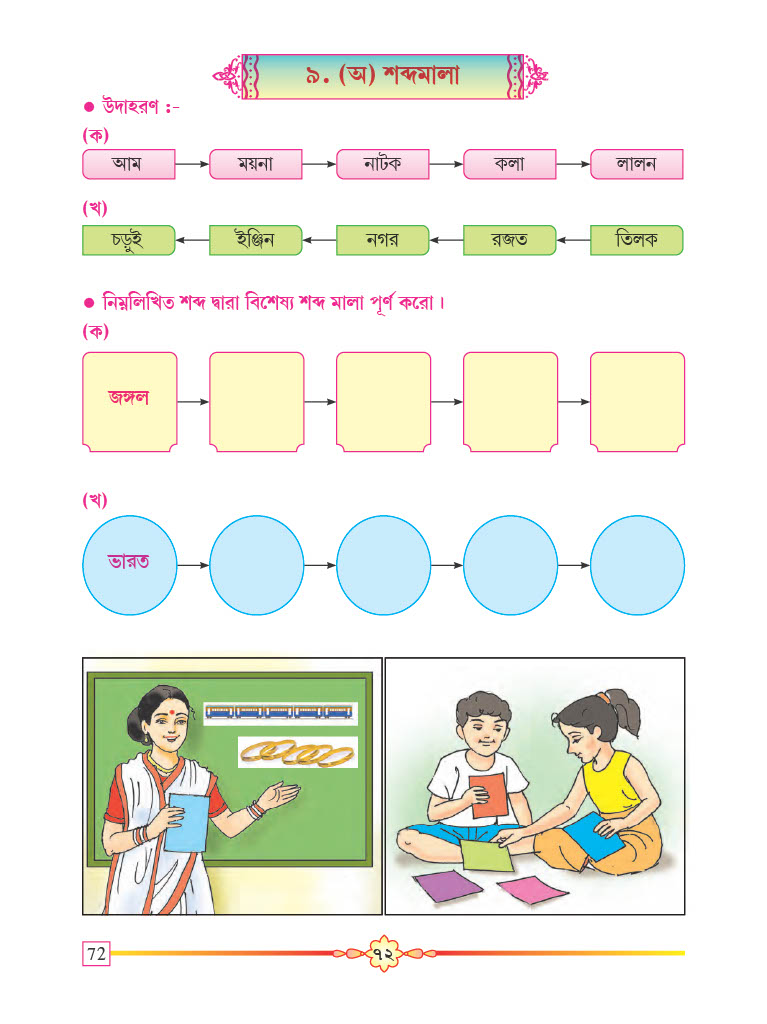 ৯. (অ) শব্দমালা
● উদাহরণ :-
(ক)
আম ময়না নাটক কলা লালন
(খ)
চড়ুই ইঞ্জিন নগর রজত তিলক
● নিম্নলিখিত শব্দ দ্বারা বিশেষ্য শব্দ মালা পূর্ণ করো।
(ক)
জঙ্গল
(খ)
ভারত
72 ৭২